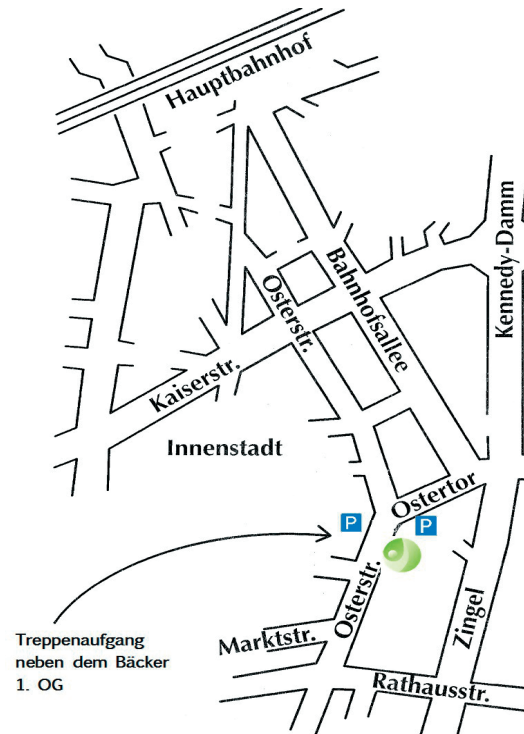 Hauptbahnhof
Kennedy-Damm
Bahnhofsallee
Osterstr.
Kaiserstr.
Innenstadt
Ostertor
P
P
Osterstr.
Zingel
Marktstr.
Rathausstr.
Treppenaufgang
neben dem Bäcker
1. OG